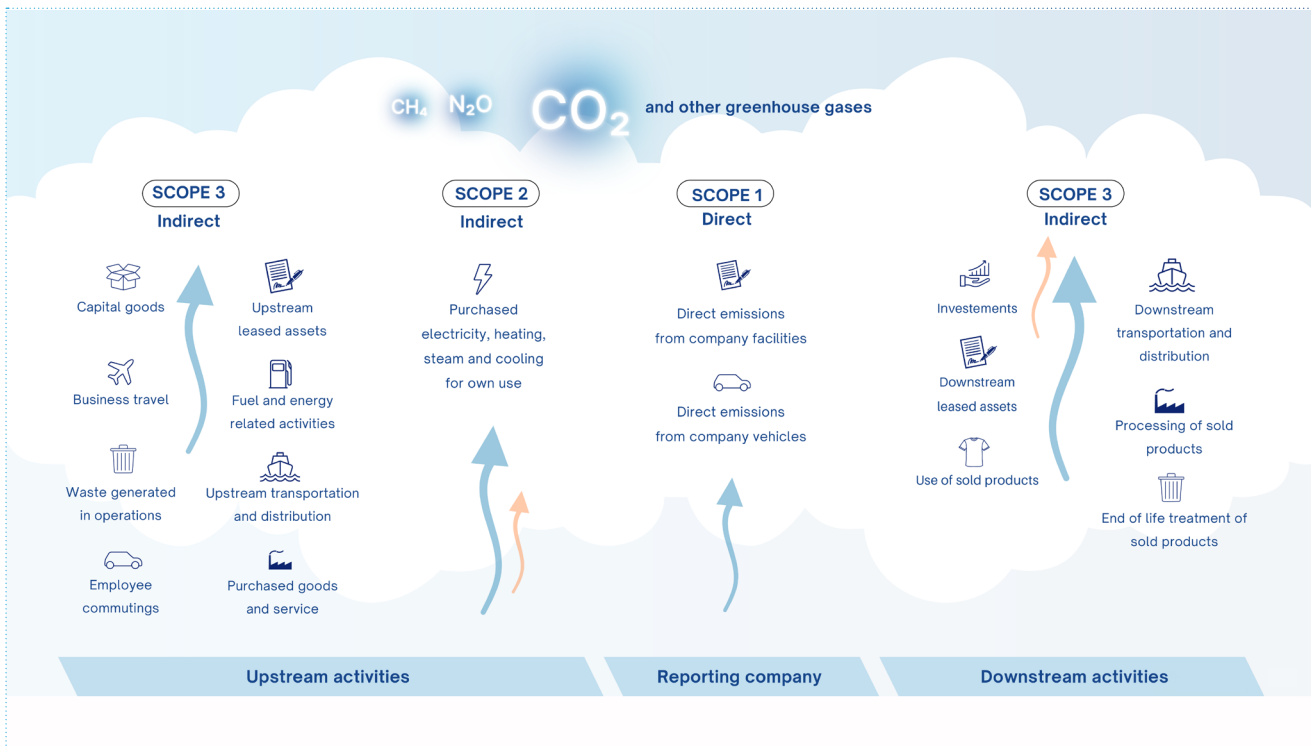 CH₄ N₂O CO₂ and other greenhouse gases
SCOPE 3
Indirect
Capital goods
Business travel
Waste generated
in operations
Employee
commutings
Upstream
leased assets
Fuel and energy
related activities
Upstream transportation
and distribution
Purchased goods
and service
SCOPE 2
Indirect
Purchased
electricity, heating,
steam and cooling
for own use
SCOPE 1
Direct
Direct emissions
from company facilities
Direct emissions
from company vehicles
SCOPE 3
Indirect
Investements
Downstream
leased assets
Use of sold products
Downstream
transportation and
distribution
Processing of sold
products
End of life treatment of
sold products
Upstream activities
Reporting company
Downstream activities